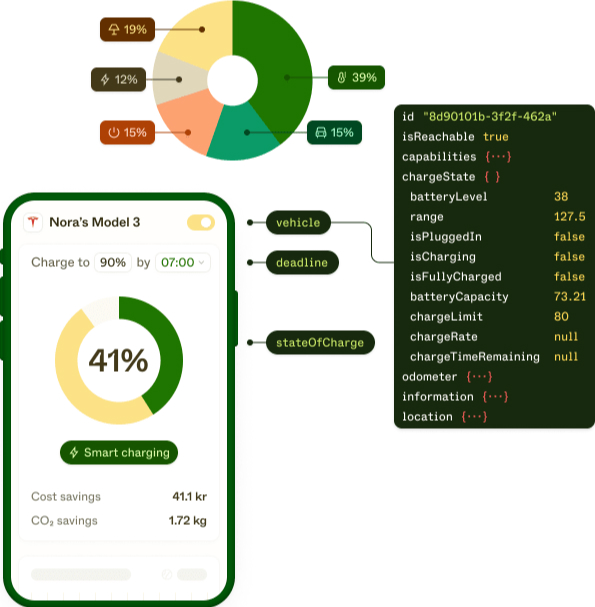 19%
12%
15%
39%
15%
Nora's Model 3
Charge to 90% by 07:00
41%
Smart charging
Cost savings 41.1 kr
CO₂ savings 1.72 kg
vehicle
deadline
stateOfCharge
id "8d90101b-3f2f-462a"
isReachable true
capabilities {···}
chargeState { }
batteryLevel 38
range 127.5
isPluggedIn false
isCharging false
isFullyCharged false
batteryCapacity 73.21
chargeLimit 80
chargeRate null
chargeTimeRemaining null
odometer {···}
information {···}
location {···}